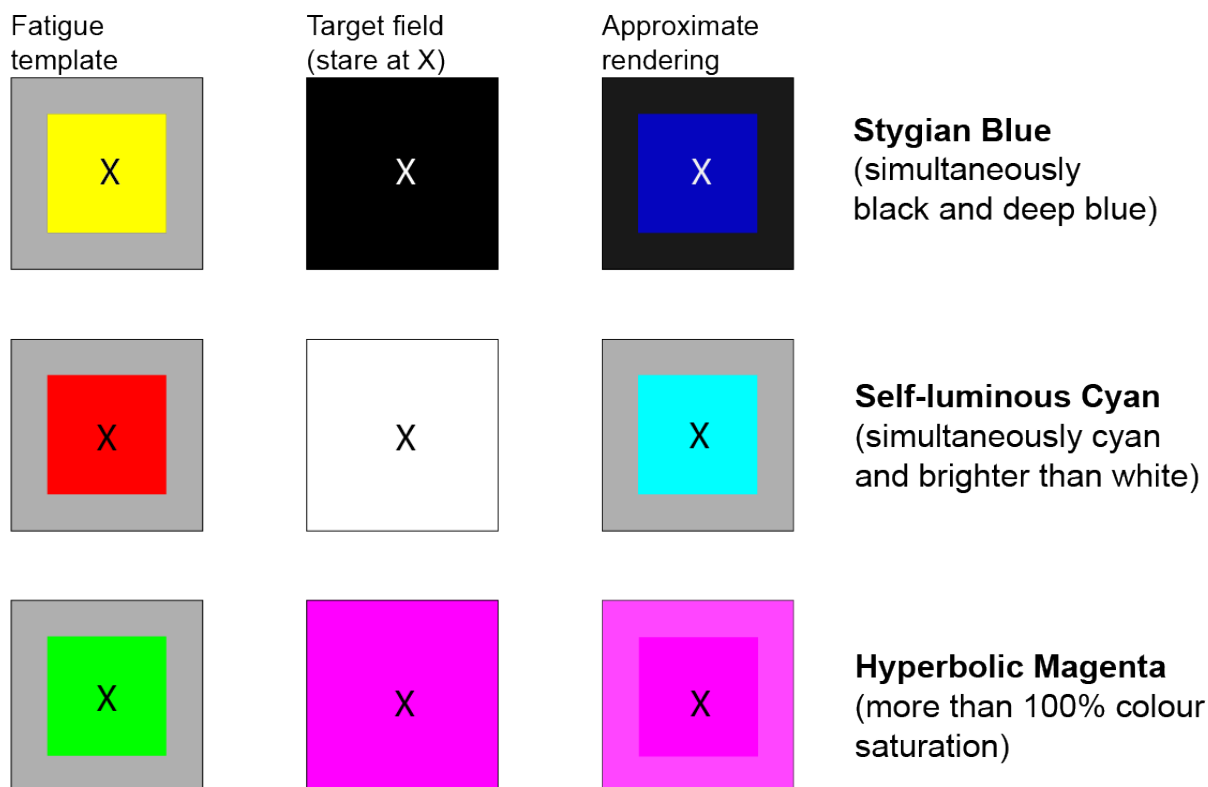 Fatigue
template
Target field
(stare at X)
Approximate
rendering
X
X
X
Stygian Blue
(simultaneously
black and deep blue)
X
X
X
Self-luminous Cyan
(simultaneously cyan
and brighter than white)
X
X
X
Hyperbolic Magenta
(more than 100% colour
saturation)